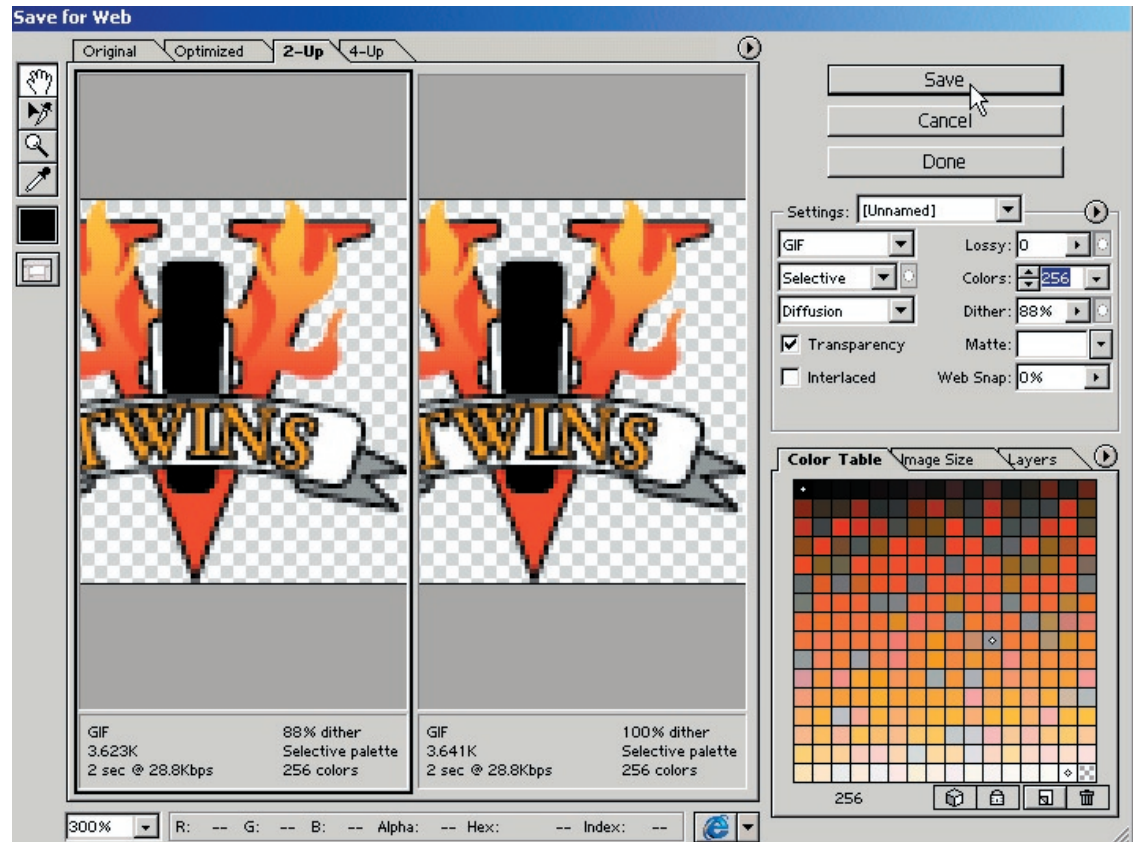 Save for Web
Original Optimized 2-Up 4-Up
Save
Cancel
Done
Settings: [Unnamed]
GIF Lossy: 0
Selective Colors: 256
Diffusion Dither: 88%
Transparency Matte:
Interlaced Web Snap: 0%
TWINS
TWINS
Color Table Image Size Layers
256
GIF 88% dither
3.623K Selective palette
2 sec @ 28.8Kbps 256 colors
GIF 100% dither
3.641K Selective palette
2 sec @ 28.8Kbps 256 colors
300% R: -- G: -- B: -- Alpha: -- Hex: -- Index: --